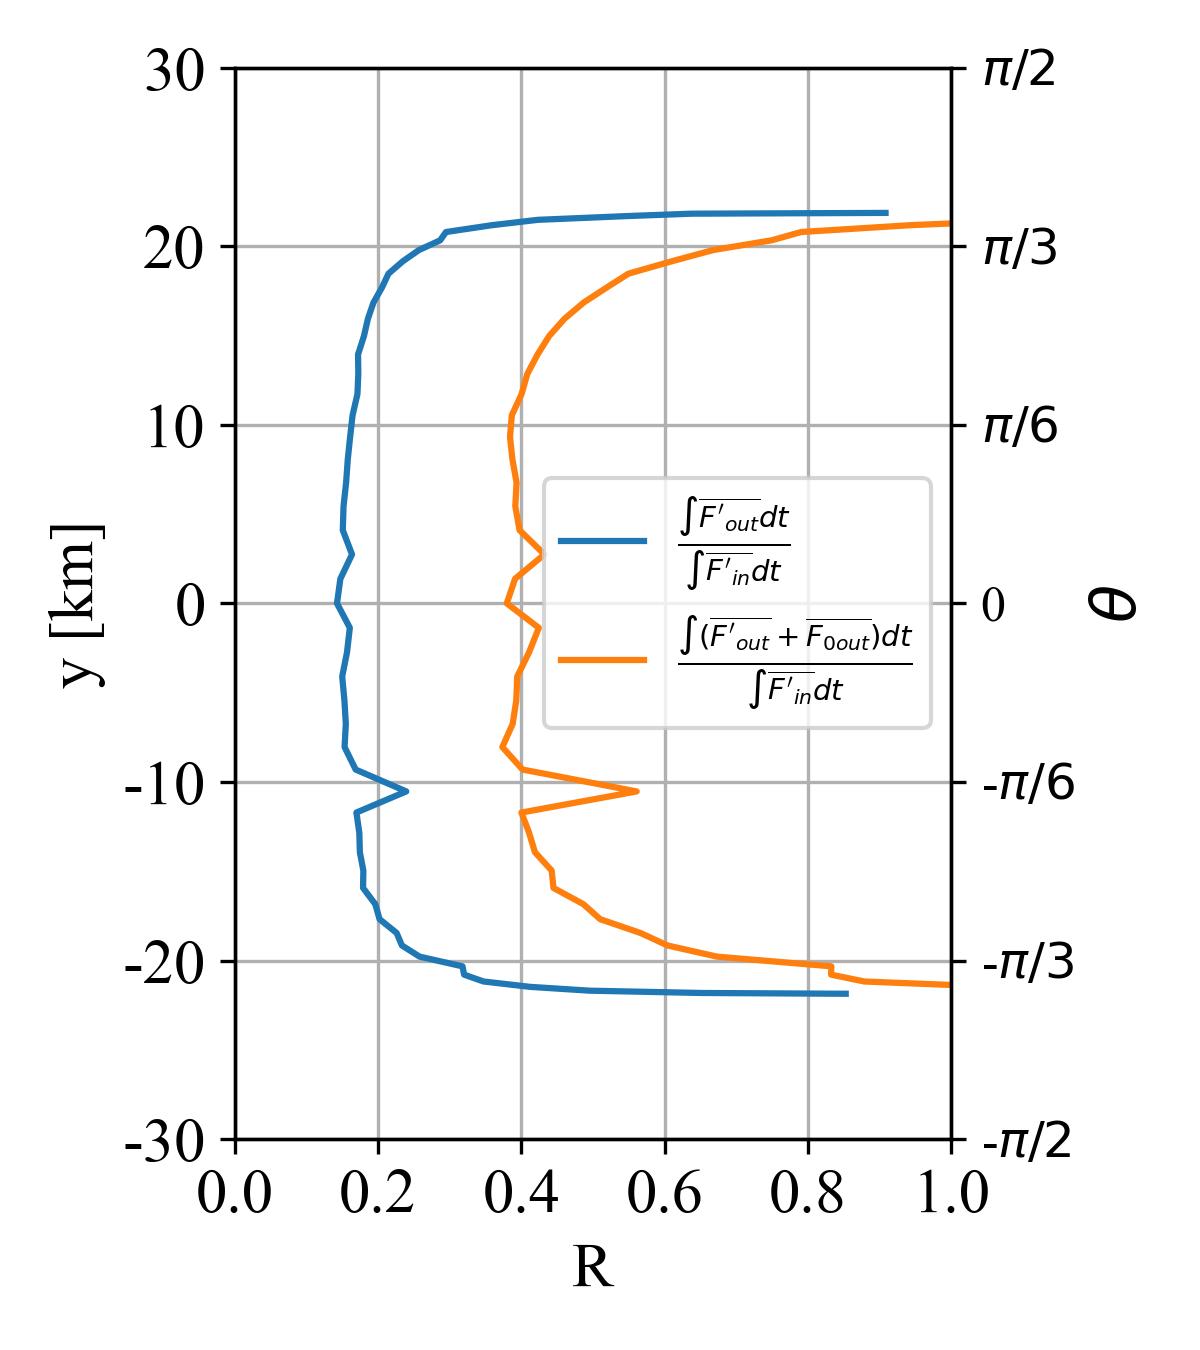 30
20
10
0
-10
-20
-30
y [km]
π/2
π/3
π/6
0
-π/6
-π/3
-π/2
θ
∫F′out dt
∫F′in dt
∫(F′out + F0out)dt
∫F′in dt
0.0 0.2 0.4 0.6 0.8 1.0
R